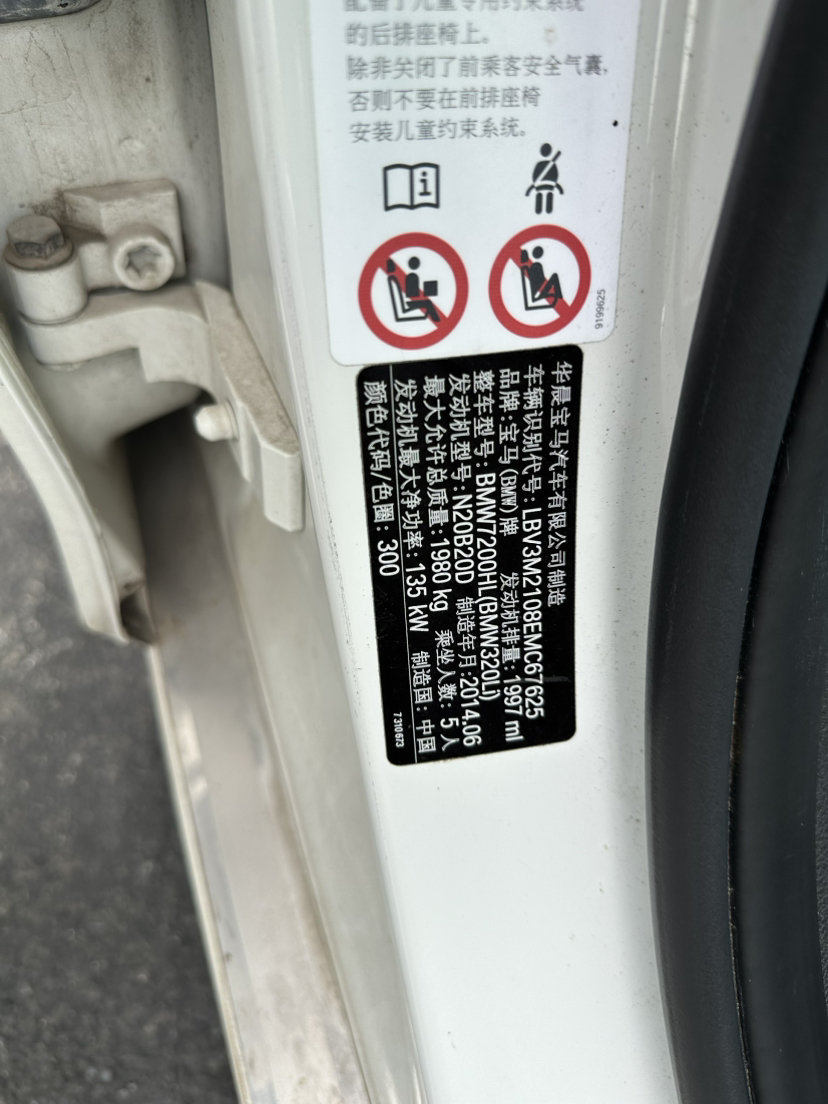 的后排座椅上。
除非关闭了前乘客安全气囊,
否则不要在前排座椅
安装儿童约束系统。
9199625
华晨宝马汽车有限公司制造
车辆识别代号:LBV3M2108EMC67625
品牌:宝马(BMW)牌 发动机排量:1997 ml
整车型号:BMW7200HL(BMW320Li)
发动机型号:N20B20D 制造年月:2014.06
最大允许总质量:1980 kg 乘坐人数:5人
发动机最大净功率:135 kW 制造国:中国
颜色代码/色圈:300
7310673